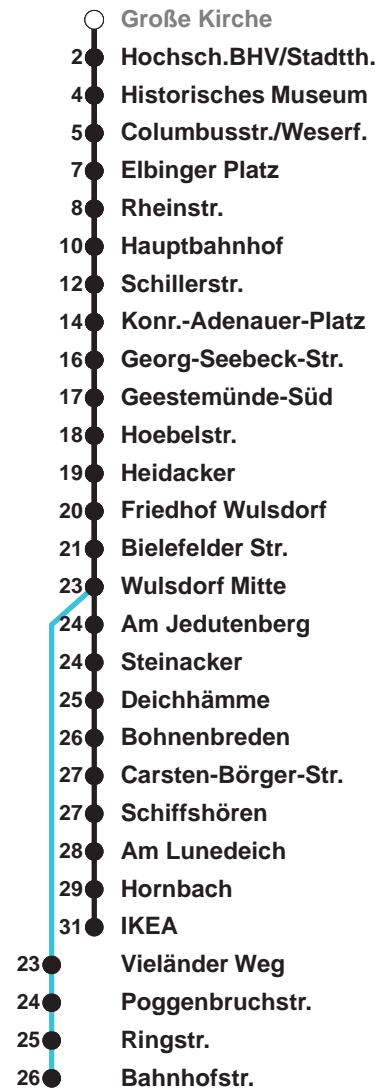 Große Kirche
2 Hochsch.BHV/Stadtth.
4 Historisches Museum
5 Columbusstr./Weserf.
7 Elbinger Platz
8 Rheinstr.
10 Hauptbahnhof
12 Schillerstr.
14 Konr.-Adenauer-Platz
16 Georg-Seebeck-Str.
17 Geestemünde-Süd
18 Hoebelstr.
19 Heidacker
20 Friedhof Wulsdorf
21 Bielefelder Str.
23 Wulsdorf Mitte
24 Am Jedutenberg
24 Steinacker
25 Deichhämme
26 Bohnenbreden
27 Carsten-Börger-Str.
27 Schiffshören
28 Am Lunedeich
29 Hornbach
31 IKEA
23 Vieländer Weg
24 Poggenbruchstr.
25 Ringstr.
26 Bahnhofstr.